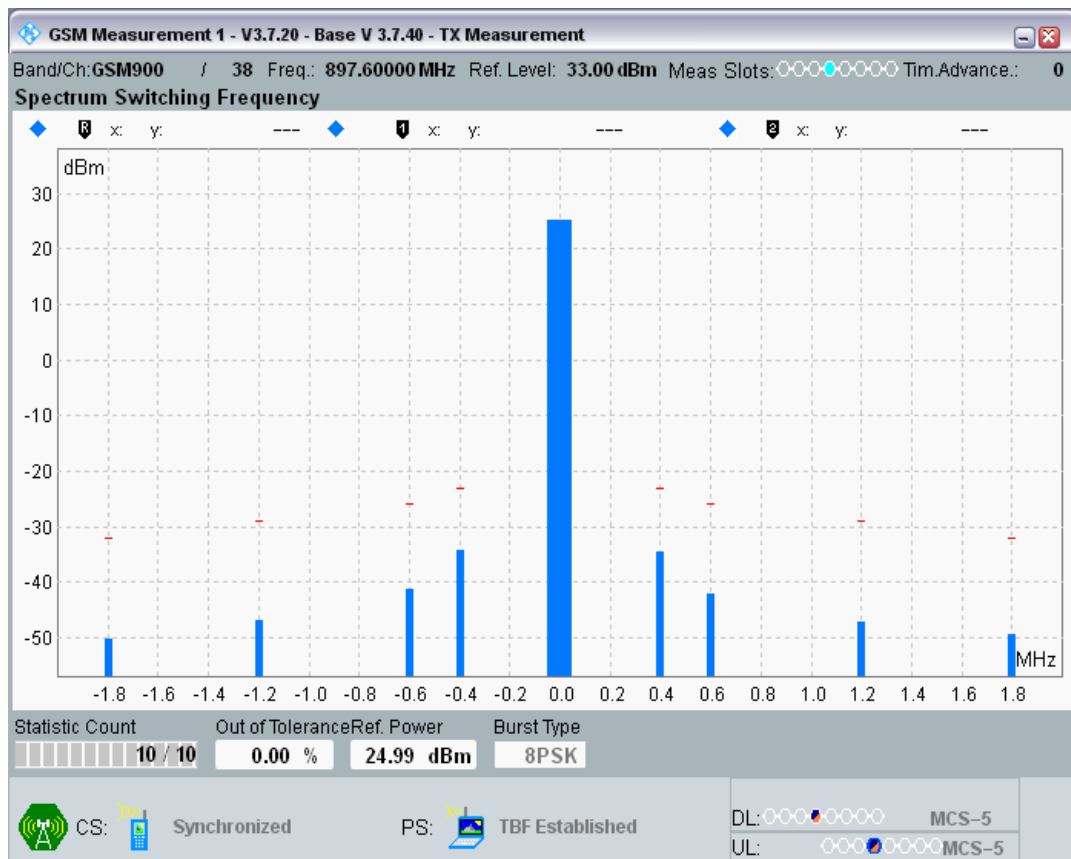 GSM Measurement 1 - V3.7.20 - Base V 3.7.40 - TX Measurement
Band/Ch:GSM900 / 38 Freq.: 897.60000 MHz Ref. Level: 33.00 dBm Meas Slots: Tim.Advance.: 0
Spectrum Switching Frequency
R x: y: --- 1 x: y: --- 2 x: y: ---
dBm
30
20
10
0
-10
-20
-30
-40
-50
MHz
-1.8 -1.6 -1.4 -1.2 -1.0 -0.8 -0.6 -0.4 -0.2 0.0 0.2 0.4 0.6 0.8 1.0 1.2 1.4 1.6 1.8
Statistic Count Out of Tolerance Ref. Power Burst Type
10 / 10 0.00 % 24.99 dBm 8PSK
CS: Synchronized PS: TBF Established DL: MCS-5
UL: MCS-5